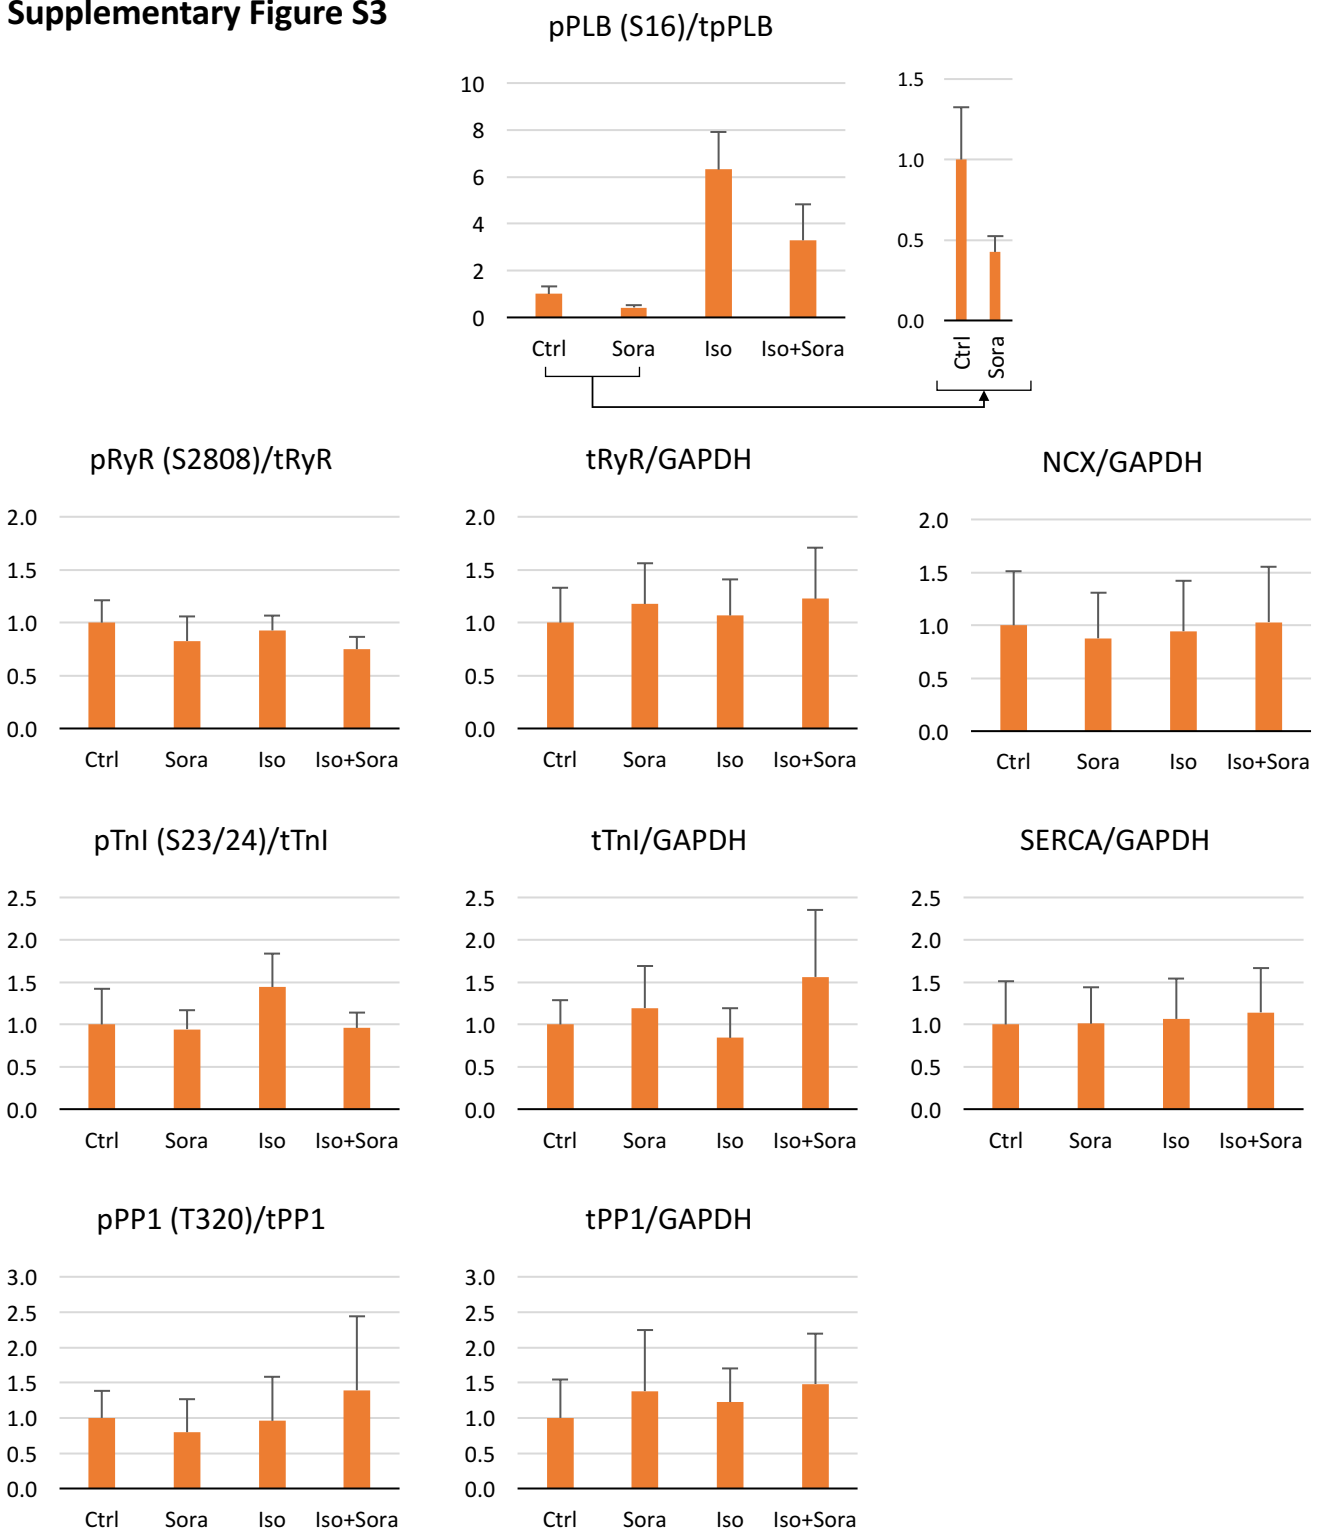 Supplementary Figure S3
pPLB (S16)/tpPLB
10
8
6
4
2
0
Ctrl Sora Iso Iso+Sora
1.5
1.0
0.5
0.0
Ctrl
Sora
pRyR (S2808)/tRyR
2.0
1.5
1.0
0.5
0.0
Ctrl Sora Iso Iso+Sora
tRyR/GAPDH
2.0
1.5
1.0
0.5
0.0
Ctrl Sora Iso Iso+Sora
NCX/GAPDH
2.0
1.5
1.0
0.5
0.0
Ctrl Sora Iso Iso+Sora
pTnI (S23/24)/tTnI
2.5
2.0
1.5
1.0
0.5
0.0
Ctrl Sora Iso Iso+Sora
tTnI/GAPDH
2.5
2.0
1.5
1.0
0.5
0.0
Ctrl Sora Iso Iso+Sora
SERCA/GAPDH
2.5
2.0
1.5
1.0
0.5
0.0
Ctrl Sora Iso Iso+Sora
pPP1 (T320)/tPP1
3.0
2.5
2.0
1.5
1.0
0.5
0.0
Ctrl Sora Iso Iso+Sora
tPP1/GAPDH
3.0
2.5
2.0
1.5
1.0
0.5
0.0
Ctrl Sora Iso Iso+Sora